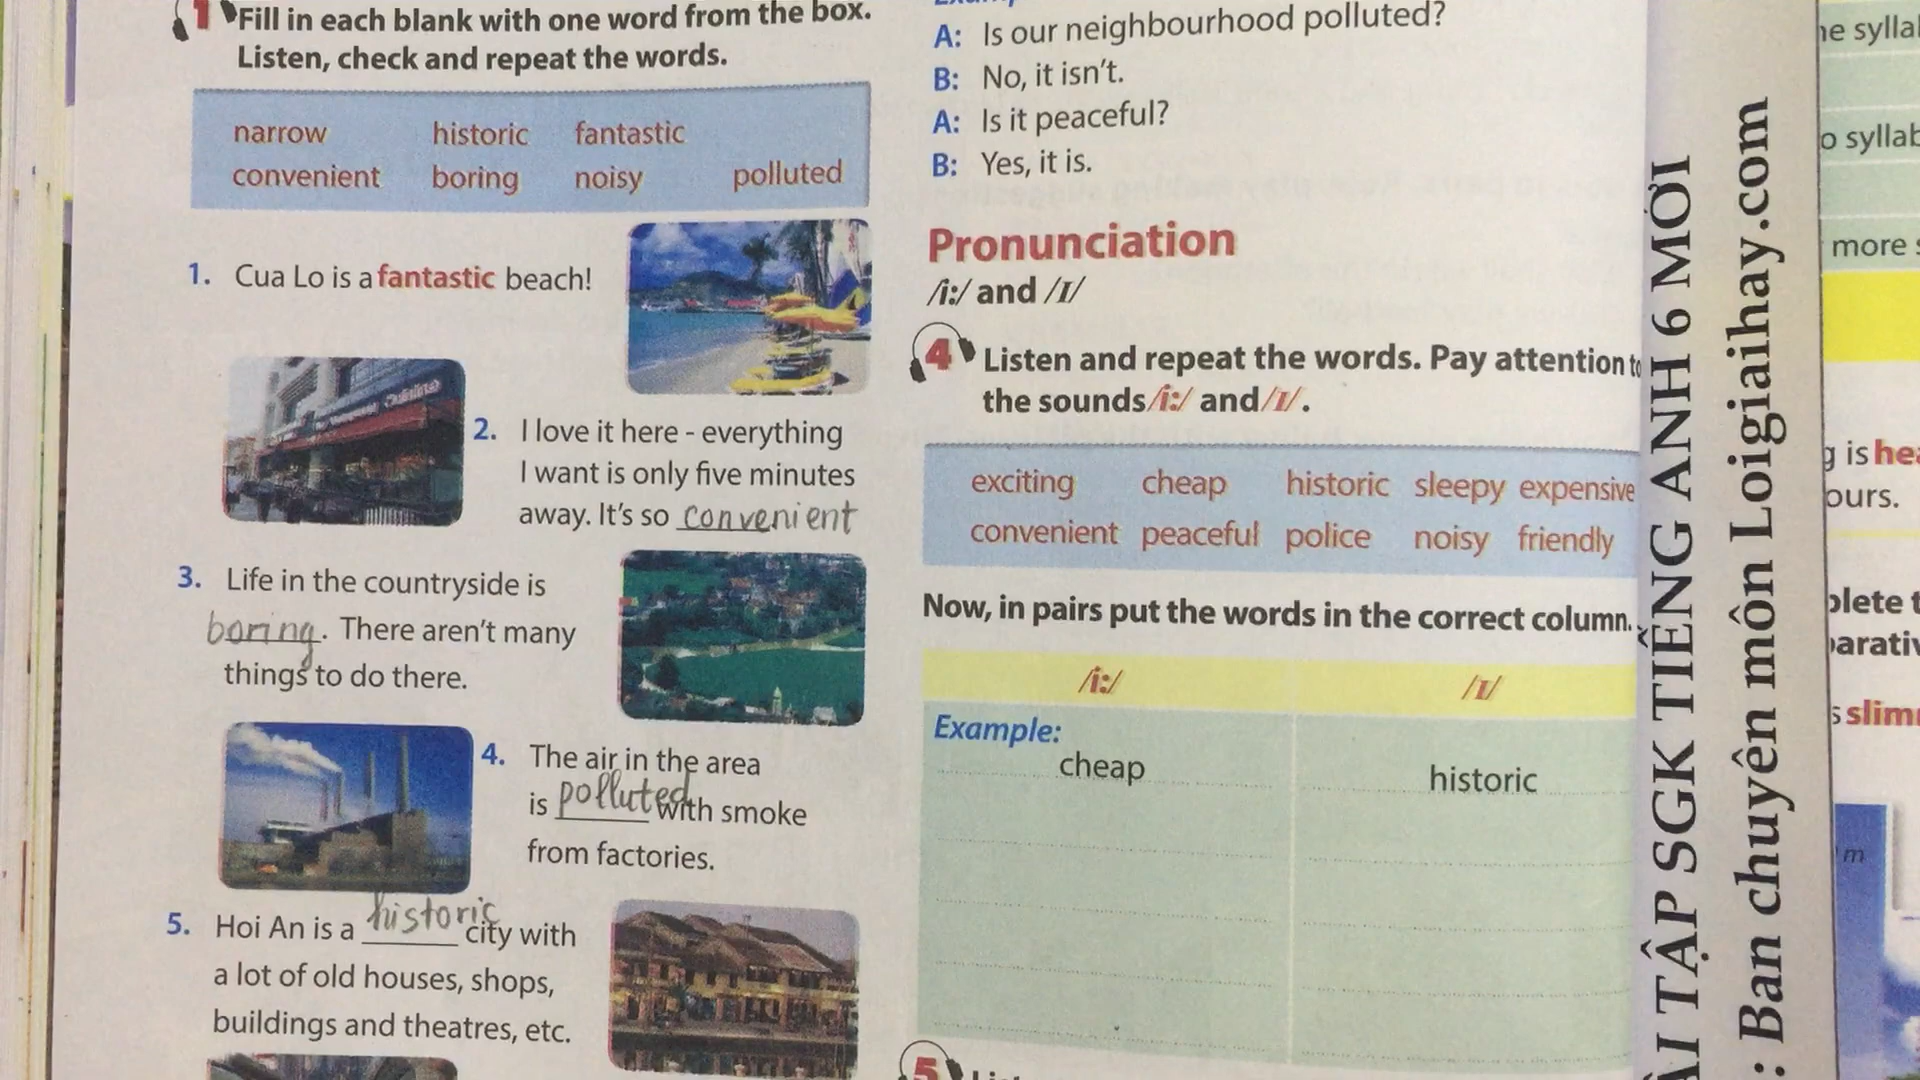 1 Fill in each blank with one word from the box.
Listen, check and repeat the words.
narrow historic fantastic
convenient boring noisy polluted
1. Cua Lo is a fantastic beach!
2. I love it here - everything
I want is only five minutes
away. It's so convenient
3. Life in the countryside is
boring. There aren't many
things to do there.
4. The air in the area
is polluted with smoke
from factories.
5. Hoi An is a historic city with
a lot of old houses, shops,
buildings and theatres, etc.
A: Is our neighbourhood polluted?
B: No, it isn't.
A: Is it peaceful?
B: Yes, it is.
Pronunciation
/i:/ and /ɪ/
4 Listen and repeat the words. Pay attention to
the sounds /i:/ and /ɪ/.
exciting cheap historic sleepy expensive
convenient peaceful police noisy friendly
Now, in pairs put the words in the correct column.
/i:/ /ɪ/
Example:
cheap historic
5
TẬP SGK TIẾNG ANH 6 MỚI
: Ban chuyên môn Loigiaihay.com
more
is
ours.
m